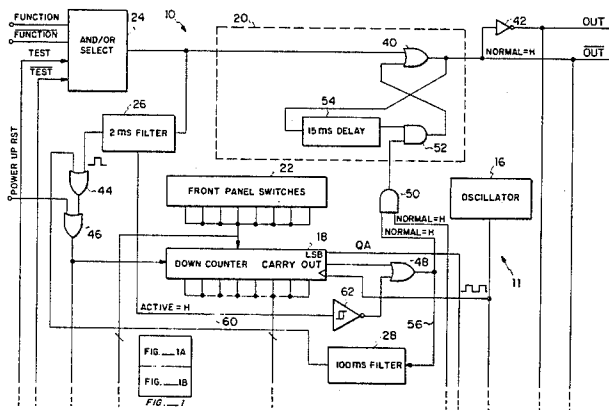 FUNCTION
FUNCTION
TEST
TEST
AND/OR
SELECT
24
10
20
40
42
OUT
NORMAL=H
OUT
26
2 MS FILTER
54
15 MS DELAY
52
POWER UP RST
44
46
22
FRONT PANEL SWITCHES
50
NORMAL=H
NORMAL=H
16
OSCILLATOR
18
LSB
QA
DOWN COUNTER
CARRY OUT
48
11
ACTIVE = H
62
60
28
100 MS FILTER
56
FIG. 1A
FIG. 1B
FIG. 1